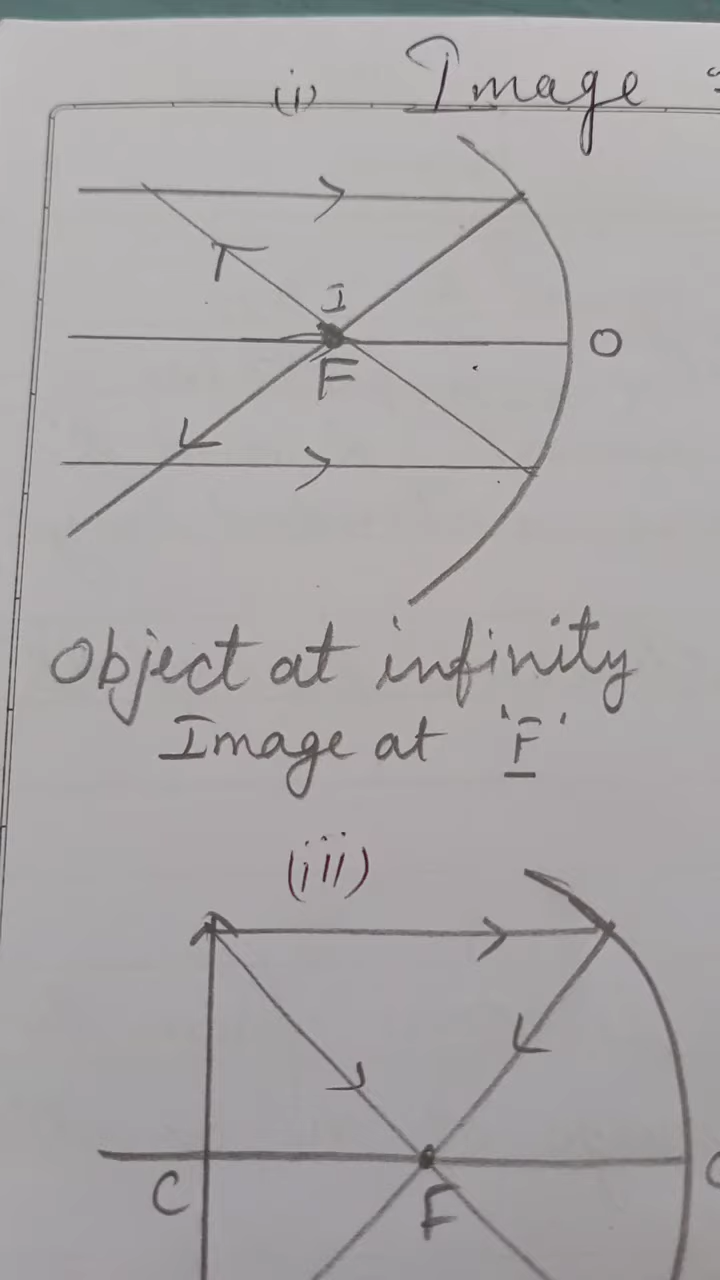 (i) Image
I
O
F
Object at infinity
Image at 'F'
(iii)
C
F